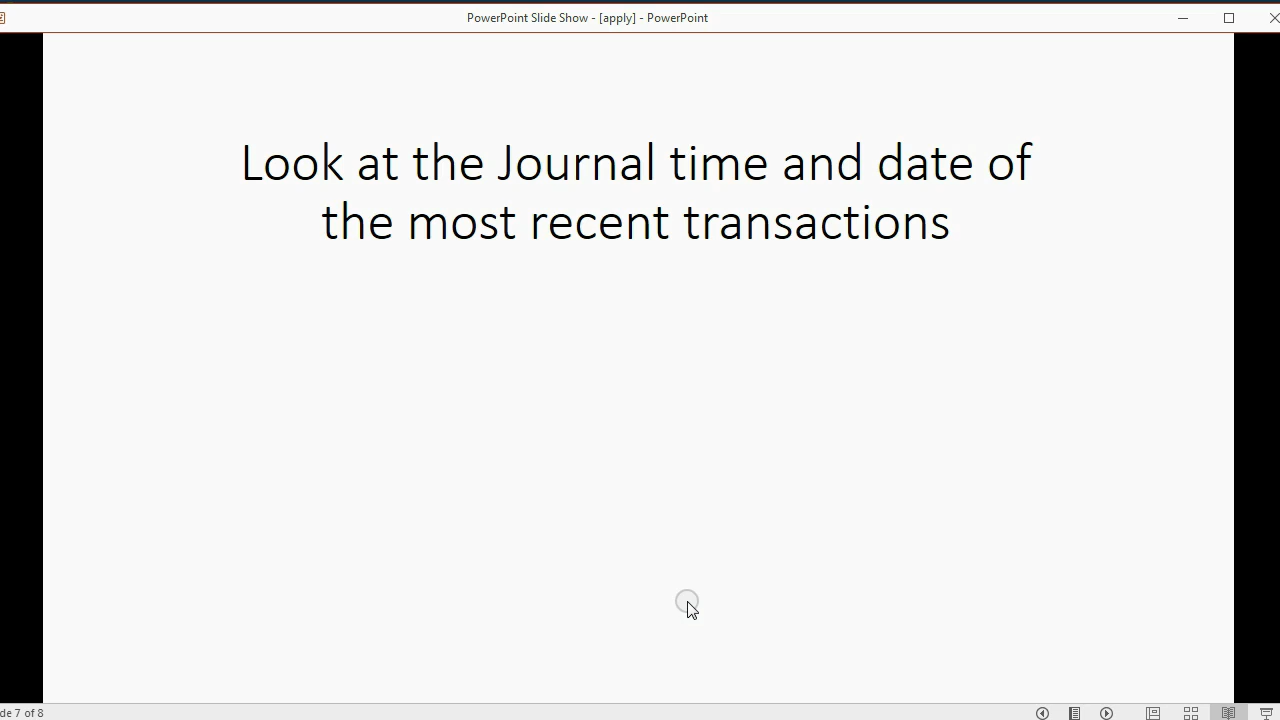 PowerPoint Slide Show - [apply] - PowerPoint
Look at the Journal time and date of
the most recent transactions
de 7 of 8